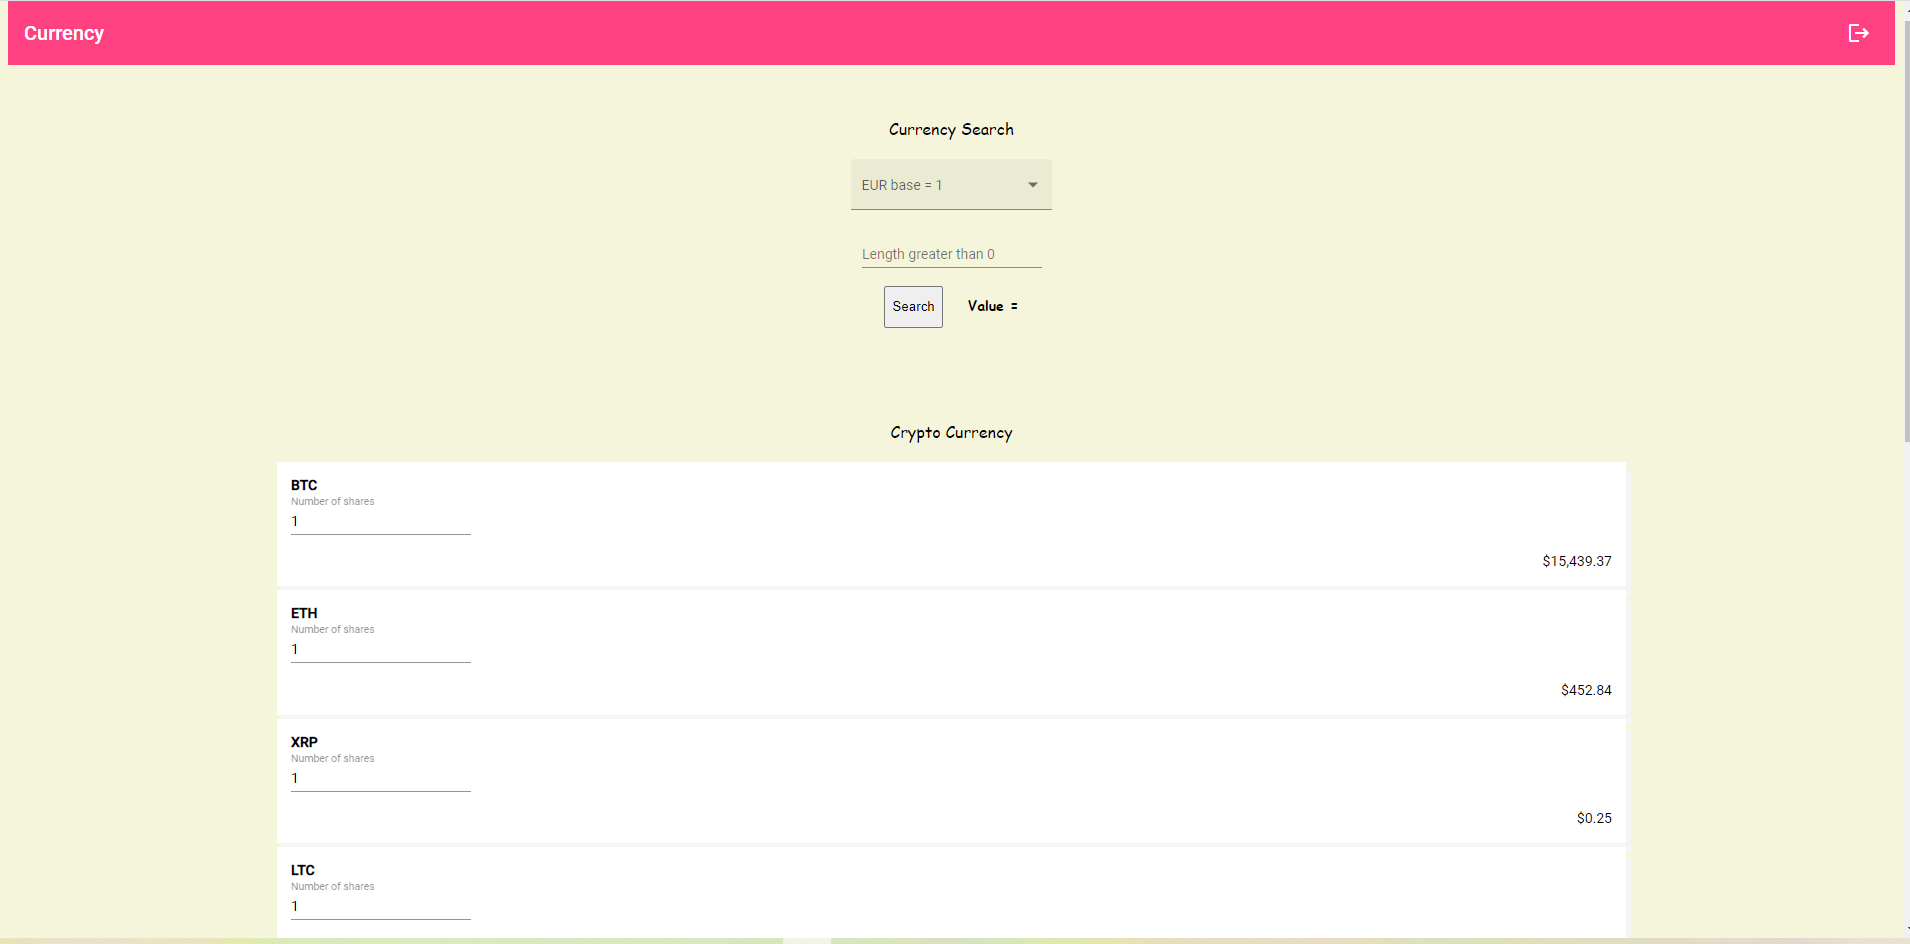 Currency
Currency Search
EUR base = 1
Length greater than 0
Search Value =
Crypto Currency
BTC
Number of shares
1
$15,439.37
ETH
Number of shares
1
$452.84
XRP
Number of shares
1
$0.25
LTC
Number of shares
1